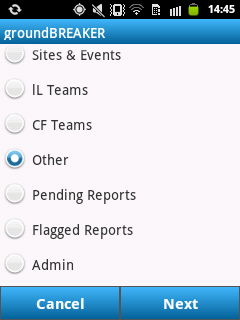 14:45
groundBREAKER
Sites & Events
IL Teams
CF Teams
Other
Pending Reports
Flagged Reports
Admin
Cancel
Next